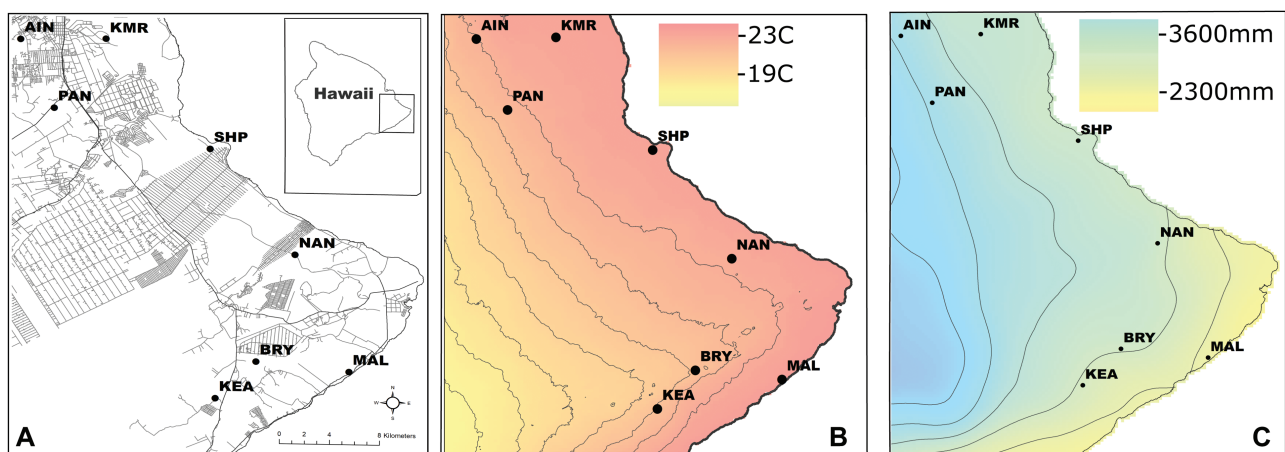 AIN
KMR
Hawaii
PAN
SHP
NAN
BRY
MAL
KEA
N
W E
S
0 2 4 8 Kilometers
A
AIN
KMR
-23C
-19C
PAN
SHP
NAN
BRY
MAL
KEA
B
AIN
KMR
-3600mm
-2300mm
PAN
SHP
NAN
BRY
MAL
KEA
C